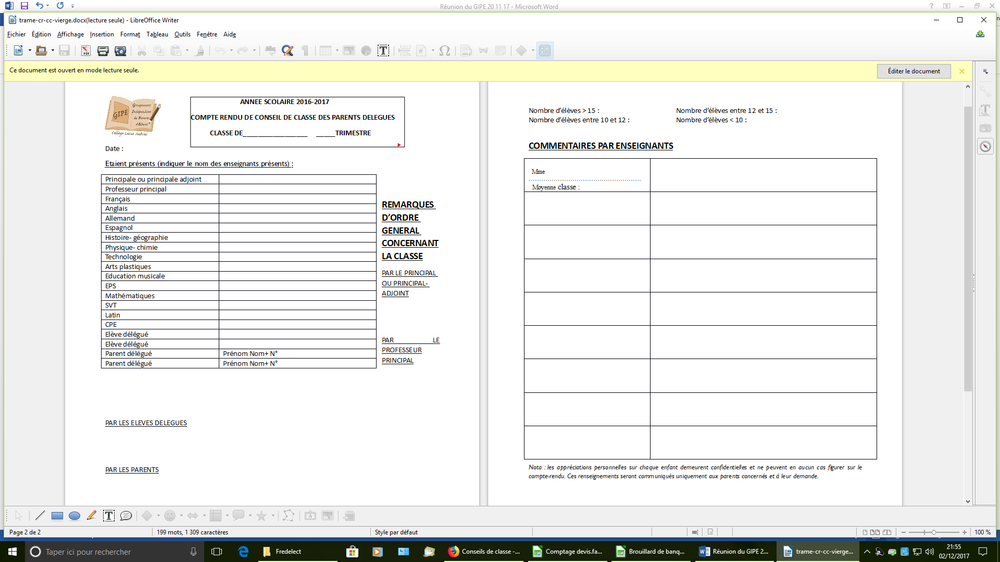 Réunion du GIPE 20 11 17 - Microsoft Word
trame-cr-cc-vierge.docx(lecture seule) - LibreOffice Writer
Fichier Édition Affichage Insertion Format Tableau Outils Fenêtre Aide
Ce document est ouvert en mode lecture seule.
Éditer le document
GIPE
Groupement
Indépendant
de Parents
d'Elèves
Collège Lucie Aubrac
ANNEE SCOLAIRE 2016-2017
COMPTE RENDU DE CONSEIL DE CLASSE DES PARENTS DELEGUES
CLASSE DE_________________ _____TRIMESTRE
Date :
Etaient présents (indiquer le nom des enseignants présents) :
Principale ou principale adjoint
Professeur principal
Français
Anglais
Allemand
Espagnol
Histoire- géographie
Physique- chimie
Technologie
Arts plastiques
Education musicale
EPS
Mathématiques
SVT
Latin
CPE
Elève délégué
Elève délégué
Parent délégué Prénom Nom+ N°
Parent délégué Prénom Nom+ N°
REMARQUES
D’ORDRE
GENERAL
CONCERNANT
LA CLASSE
PAR LE PRINCIPAL
OU PRINCIPAL-
ADJOINT
PAR LE
PROFESSEUR
PRINCIPAL
PAR LES ELEVES DELEGUES
PAR LES PARENTS
Nombre d’élèves > 15 : Nombre d’élèves entre 12 et 15 :
Nombre d’élèves entre 10 et 12 : Nombre d’élèves < 10 :
COMMENTAIRES PAR ENSEIGNANTS
Mme
Moyenne classe :
Nota : les appréciations personnelles sur chaque enfant demeurent confidentielles et ne peuvent en aucun cas figurer sur le
compte-rendu. Ces renseignements seront communiqués uniquement aux parents concernés et à leur demande.
Page 2 de 2 199 mots, 1 309 caractères Style par défaut 100 %
Taper ici pour rechercher
Fredelect
Conseils de classe -...
Comptage devis.fa...
Brouillard de banq...
Réunion du GIPE 2...
trame-cr-cc-vierge...
21:55
02/12/2017